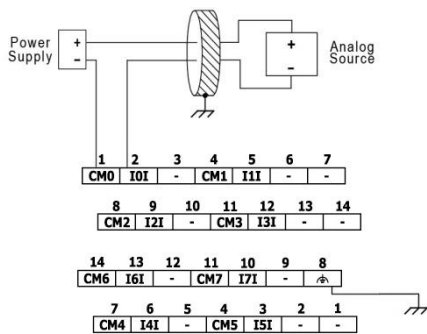 Power Supply
+
-
+
-
Analog Source
1 2 3 4 5 6 7
CM0 I0I - CM1 I1I - -
8 9 10 11 12 13 14
CM2 I2I - CM3 I3I - -
14 13 12 11 10 9 8
CM6 I6I - CM7 I7I -
7 6 5 4 3 2 1
CM4 I4I - CM5 I5I - -